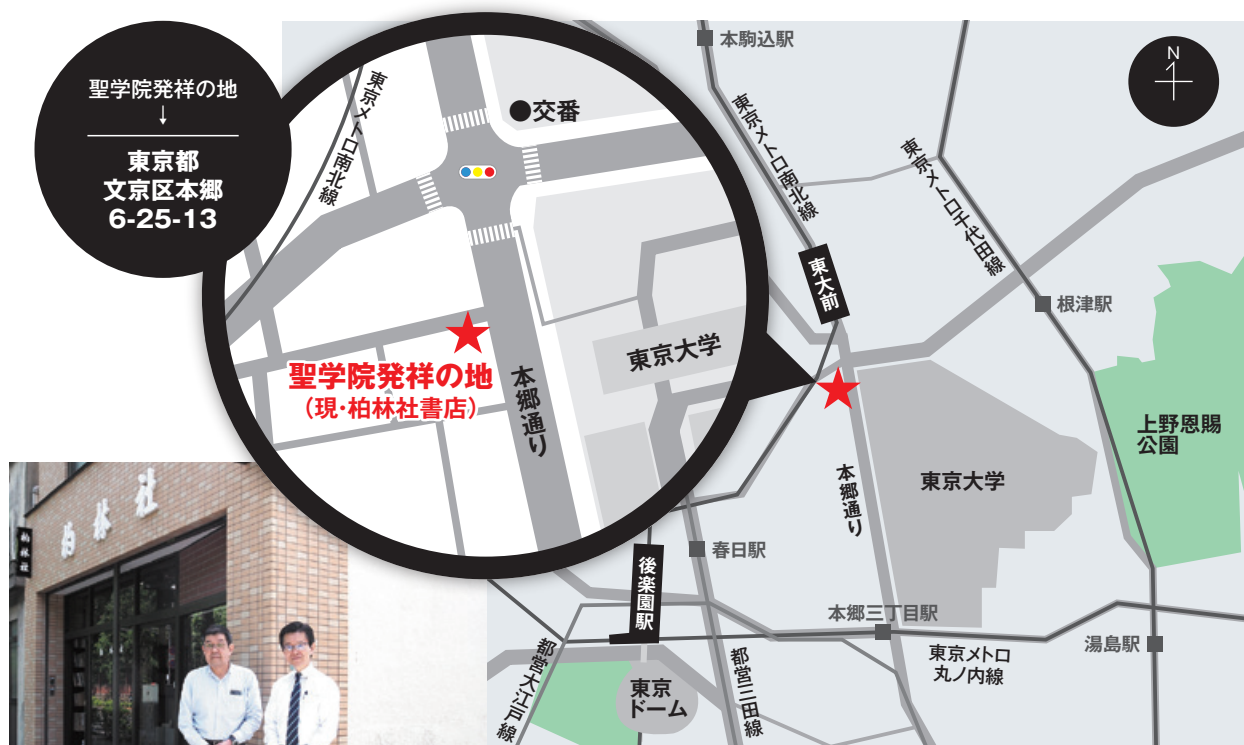 聖学院発祥の地
↓
東京都
文京区本郷
6-25-13
東京メトロ南北線
●交番
聖学院発祥の地
（現・柏林社書店）
本郷通り
東京大学
本駒込駅
N
東京メトロ南北線
東京メトロ千代田線
東大前
根津駅
上野恩賜
公園
東京大学
本郷通り
春日駅
後楽園駅
本郷三丁目駅
湯島駅
東京メトロ
丸ノ内線
都営大江戸線
東京
ドーム
都営三田線
柏林社
柏林社